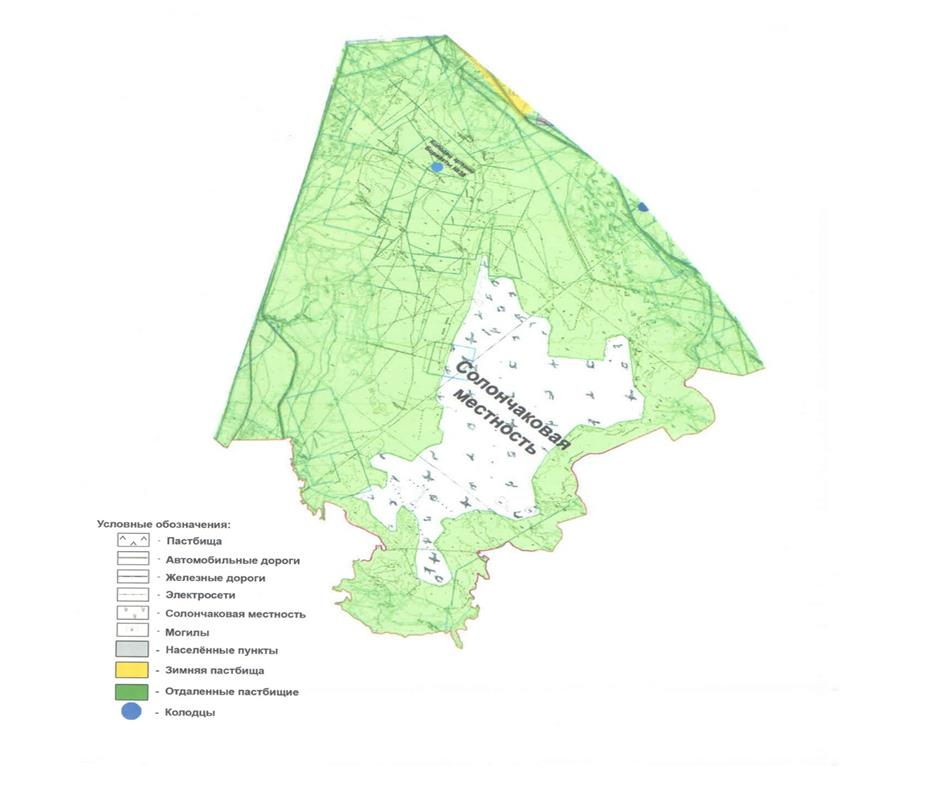 Колодец
Солончаковая
местность
Условные обозначения:
- Пастбища
- Автомобильные дороги
- Железные дороги
- Электросети
- Солончаковая местность
- Могилы
- Населённые пункты
- Зимняя пастбища
- Отдаленные пастбищие
- Колодцы